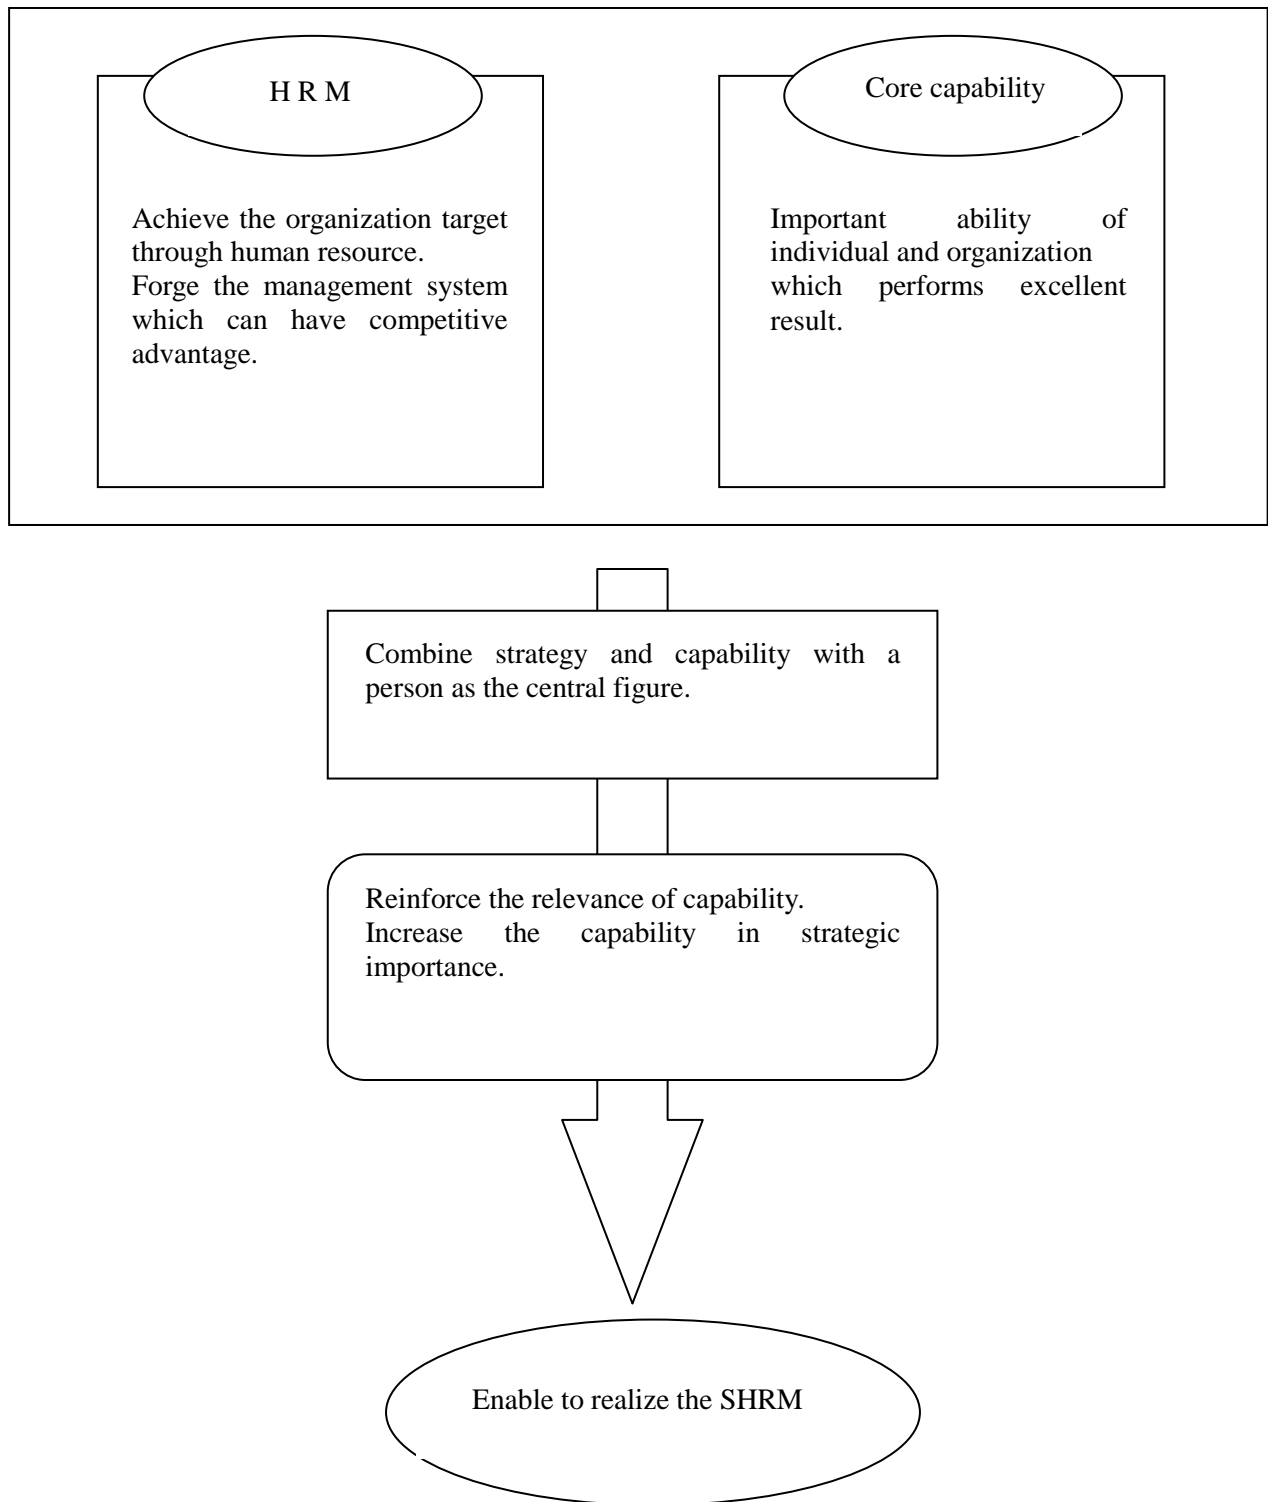 H R M
Achieve the organization target
through human resource.
Forge the management system
which can have competitive
advantage.
Core capability
Important ability of
individual and organization
which performs excellent
result.
Combine strategy and capability with a
person as the central figure.
Reinforce the relevance of capability.
Increase the capability in strategic
importance.
Enable to realize the SHRM